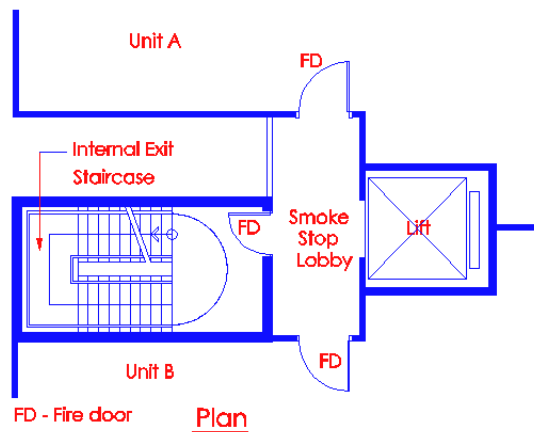 Unit A
FD
Internal Exit
Staircase
FD
Smoke
Stop
Lobby
Lift
FD
Unit B
FD - Fire door
Plan